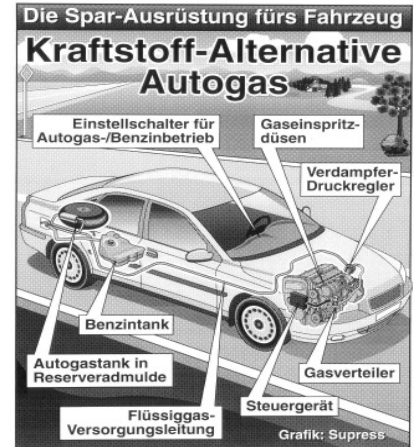 Die Spar-Ausrüstung fürs Fahrzeug
Kraftstoff-Alternative
Autogas
Einstellschalter für
Autogas-/Benzinbetrieb
Gaseinspritz-
düsen
Verdampfer-
Druckregler
Benzintank
Autogastank in
Reserveradmulde
Flüssiggas-
Versorgungsleitung
Steuergerät
Gasverteiler
Grafik: Supress